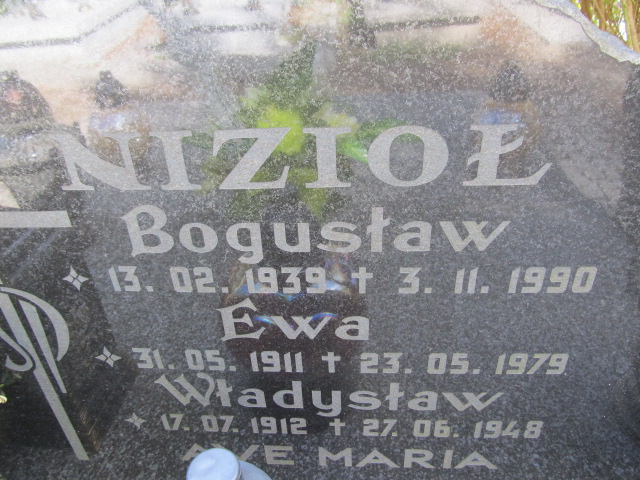 NIZIOŁ
Bogusław
13. 02. 1939 † 3. 11. 1990
Ewa
31. 05. 1911 † 23. 05. 1979
Władysław
17. 07. 1912 † 27. 06. 1948
AVE MARIA